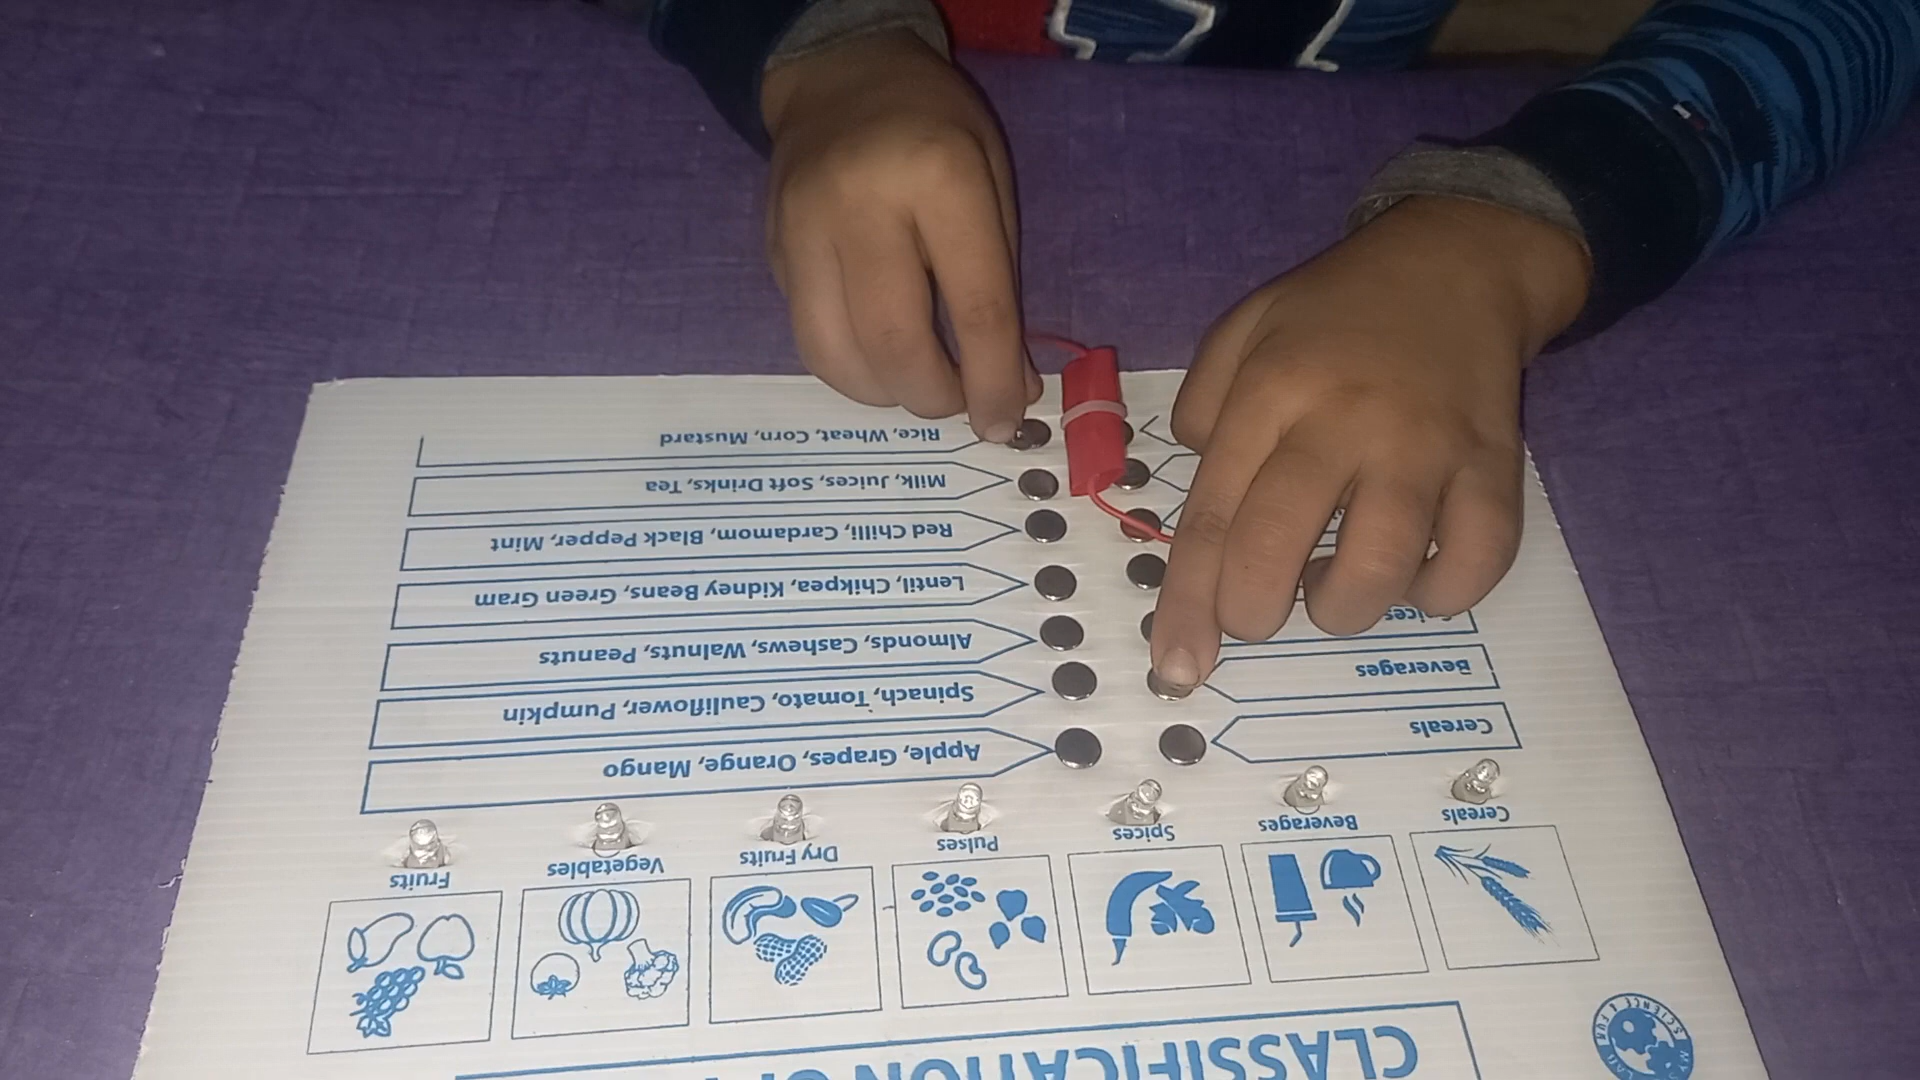 CLASSIFICATION
Cereals
Beverages
Spices
Pulses
Dry Fruits
Vegetables
Fruits
Cereals
Apple, Grapes, Orange, Mango
Beverages
Spinach, Tomato, Cauliflower, Pumpkin
Almonds, Cashews, Walnuts, Peanuts
Lentil, Chikpea, Kidney Beans, Green Gram
Red Chilli, Cardamom, Black Pepper, Mint
Milk, Juices, Soft Drinks, Tea
Rice, Wheat, Corn, Mustard